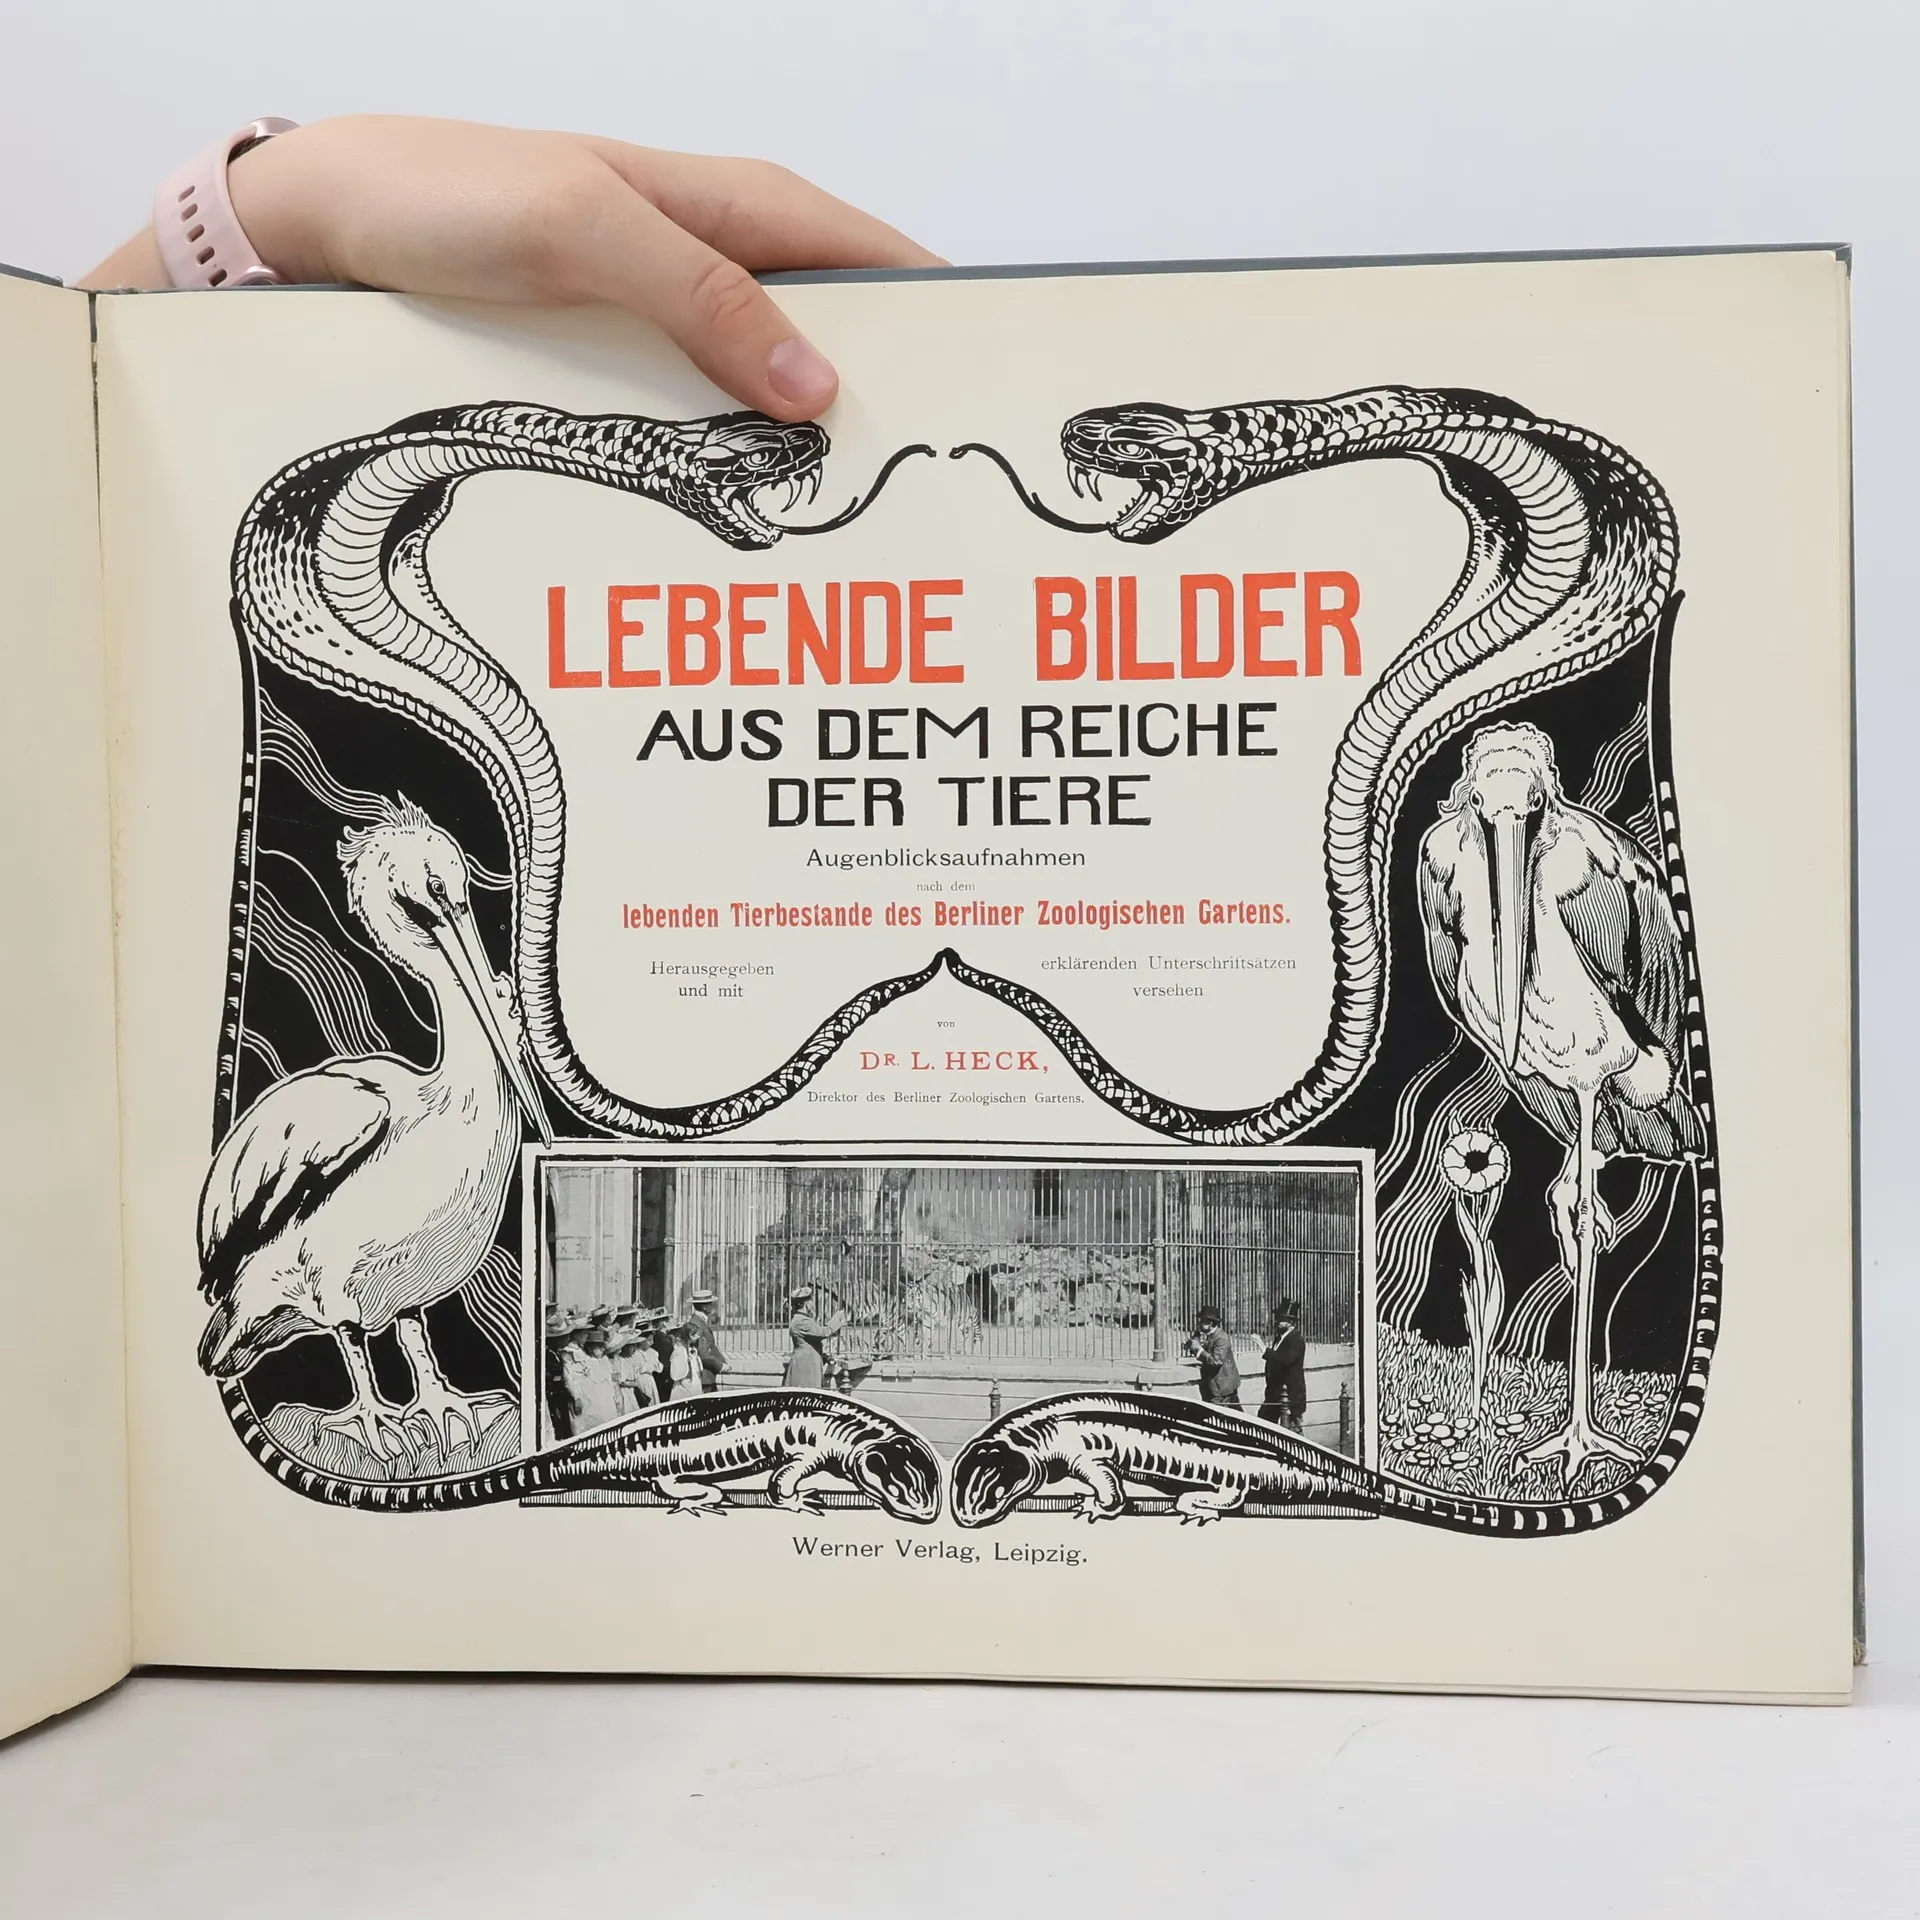 LEBENDE BILDER
AUS DEM REICHE
DER TIERE
Augenblicksaufnahmen
nach dem
lebenden Tierbestande des Berliner Zoologischen Gartens.
Herausgegeben
und mit
erklärenden Unterschriftsätzen
versehen
von
DR. L. HECK,
Direktor des Berliner Zoologischen Gartens.
Werner Verlag, Leipzig.